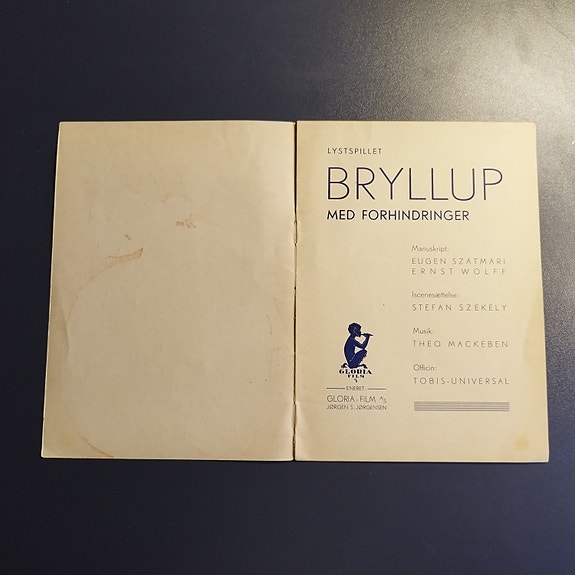 LYSTSPILLET
BRYLLUP
MED FORHINDRINGER
Manuskript:
EUGEN SZATMARI
ERNST WOLFF
Iscenesættelse:
STEFAN SZEKELY
Musik:
THEO MACKEBEN
Officin:
TOBIS-UNIVERSAL
GLORIA
FILM
ENERET
GLORIA-FILM A/S
JØRGEN S. JØRGENSEN